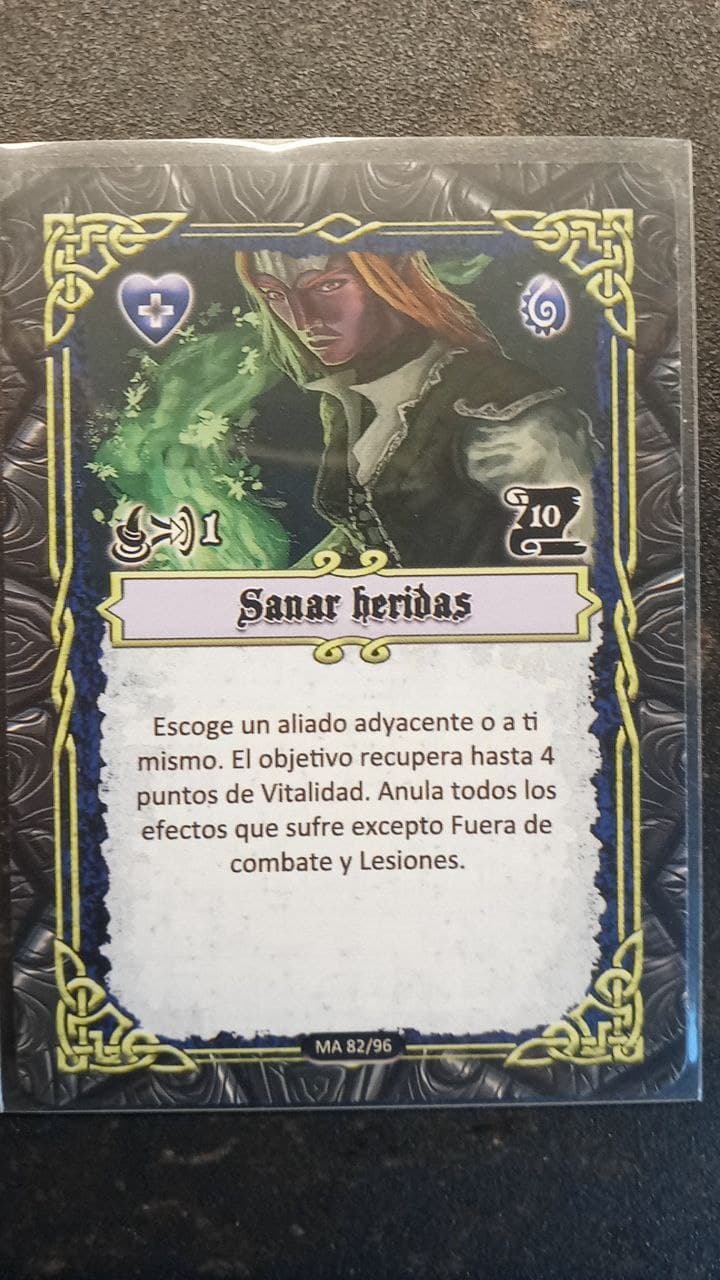 1
10
Sanar heridas
Escoge un aliado adyacente o a ti
mismo. El objetivo recupera hasta 4
puntos de Vitalidad. Anula todos los
efectos que sufre excepto Fuera de
combate y Lesiones.
MA 82/96